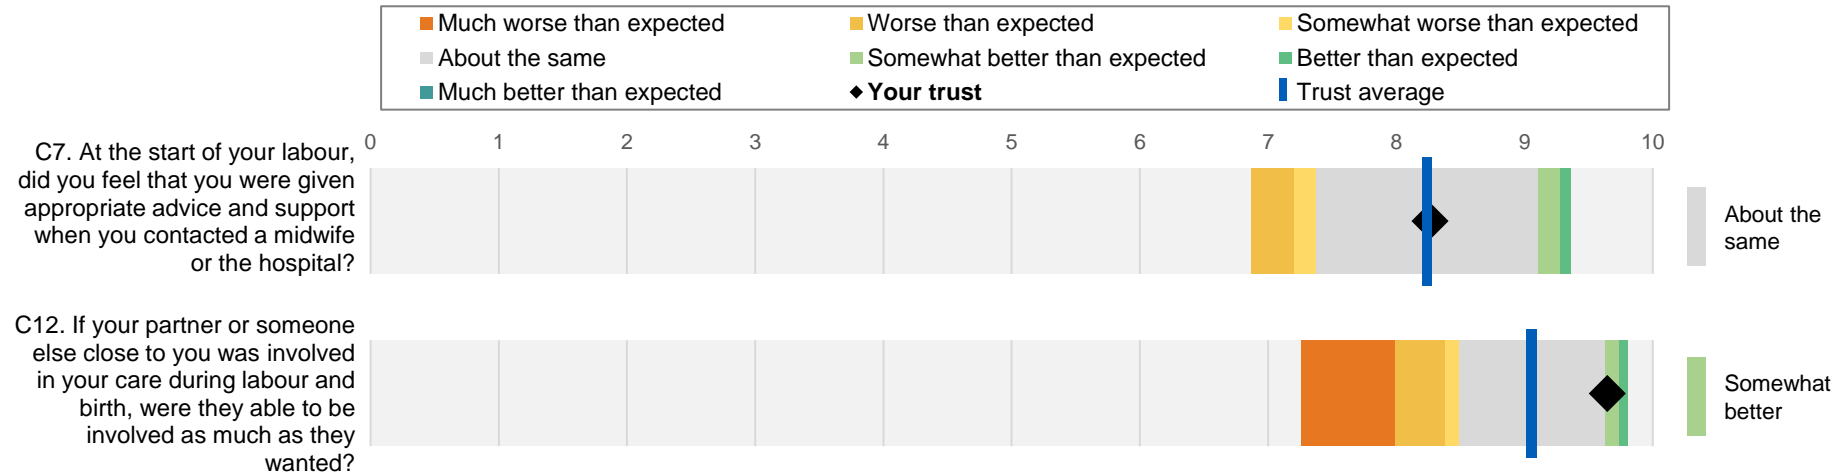 Much worse than expected
Worse than expected
Somewhat worse than expected
About the same
Somewhat better than expected
Better than expected
Much better than expected
Your trust
Trust average
0 1 2 3 4 5 6 7 8 9 10
C7. At the start of your labour,
did you feel that you were given
appropriate advice and support
when you contacted a midwife
or the hospital?
About the
same
C12. If your partner or someone
else close to you was involved
in your care during labour and
birth, were they able to be
involved as much as they
wanted?
Somewhat
better